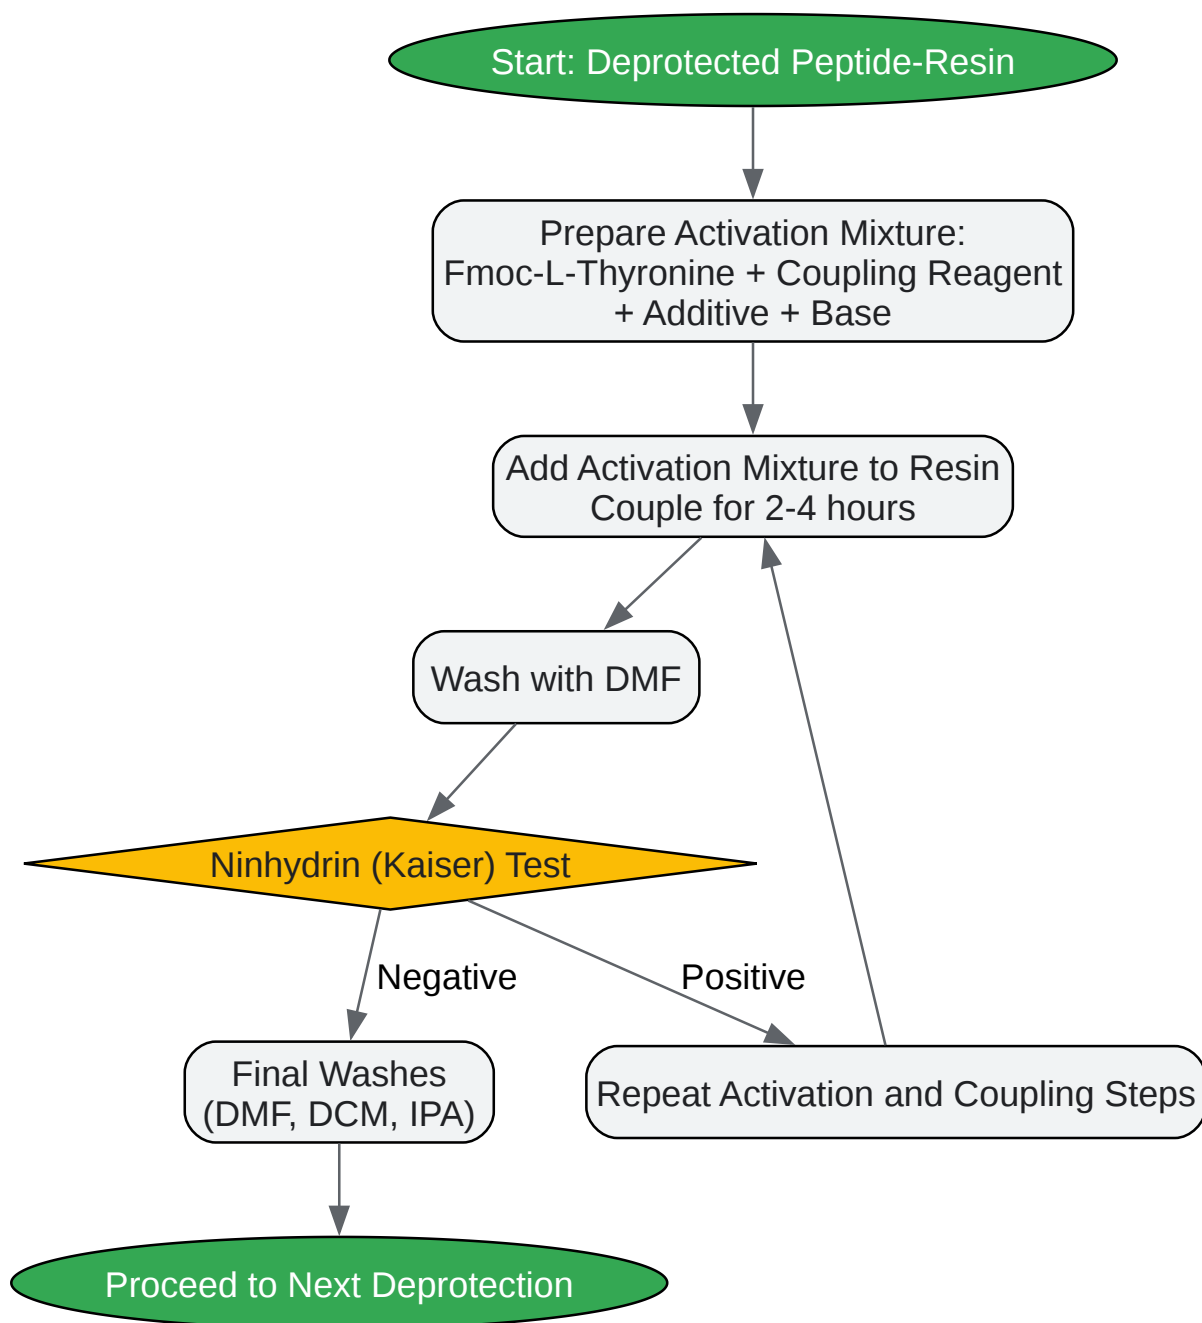 Start: Deprotected Peptide-Resin
Prepare Activation Mixture:
Fmoc-L-Thyronine + Coupling Reagent
+ Additive + Base
Add Activation Mixture to Resin
Couple for 2-4 hours
Wash with DMF
Ninhydrin (Kaiser) Test
Negative
Positive
Final Washes
(DMF, DCM, IPA)
Repeat Activation and Coupling Steps
Proceed to Next Deprotection